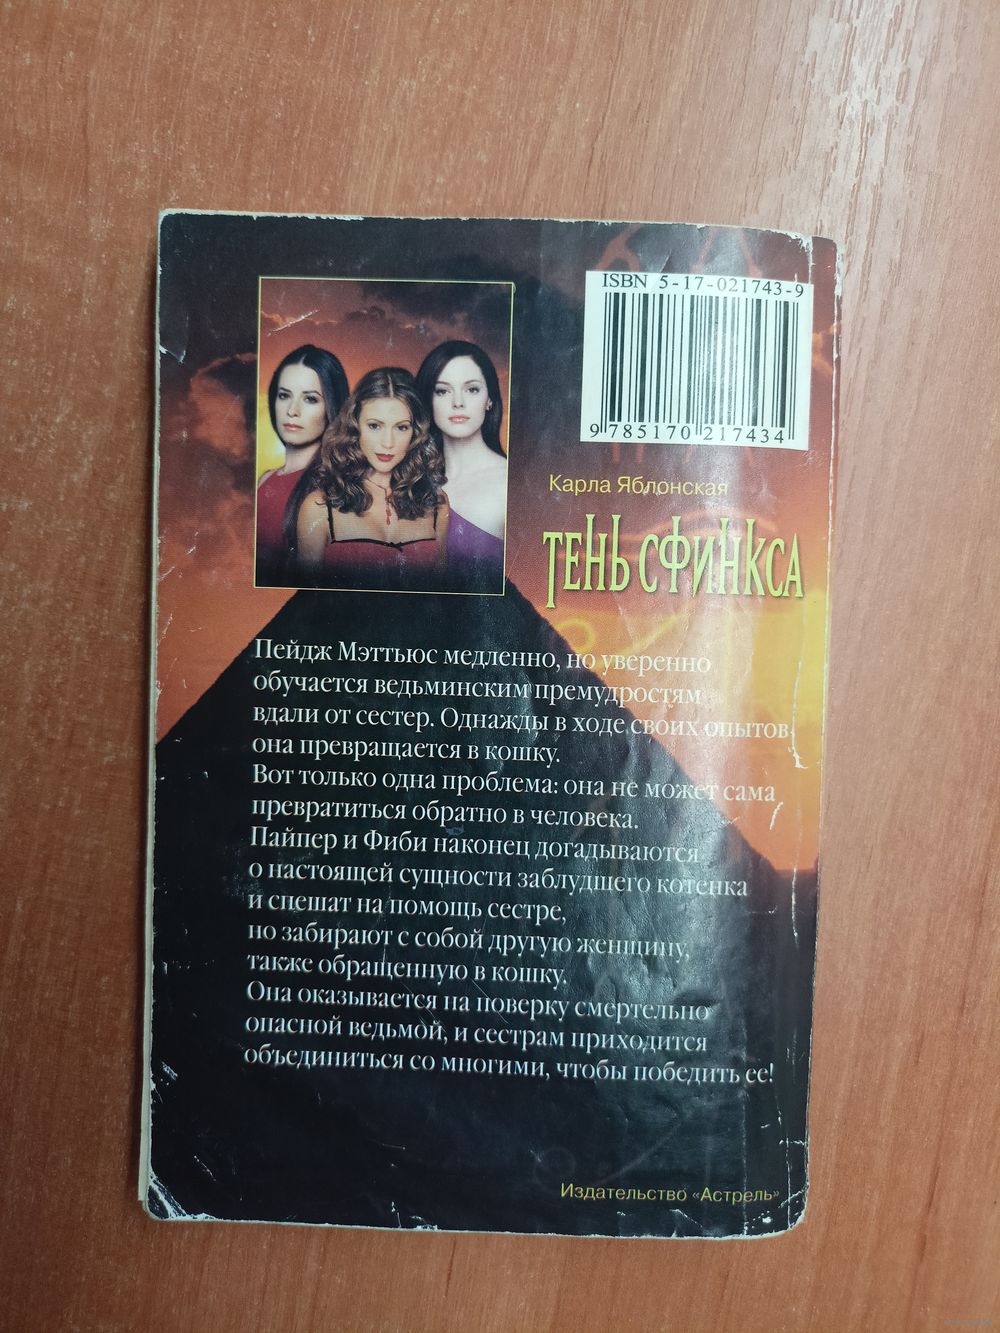 ISBN 5-17-021743-9
9 785170 217434
Карла Яблонская
ТЕНЬ СФИНКСА
Пейдж Мэттьюс медленно, но уверенно
обучается ведьминским премудростям
вдали от сестер. Однажды в ходе своих опытов
она превращается в кошку.
Вот только одна проблема: она не может сама
превратиться обратно в человека.
Пайпер и Фиби наконец догадываются
о настоящей сущности заблудшего котенка
и спешат на помощь сестре,
но забирают с собой другую женщину,
также обращенную в кошку.
Она оказывается на поверку смертельно
опасной ведьмой, и сестрам приходится
объединиться со многими, чтобы победить ее!
Издательство «Астрель»